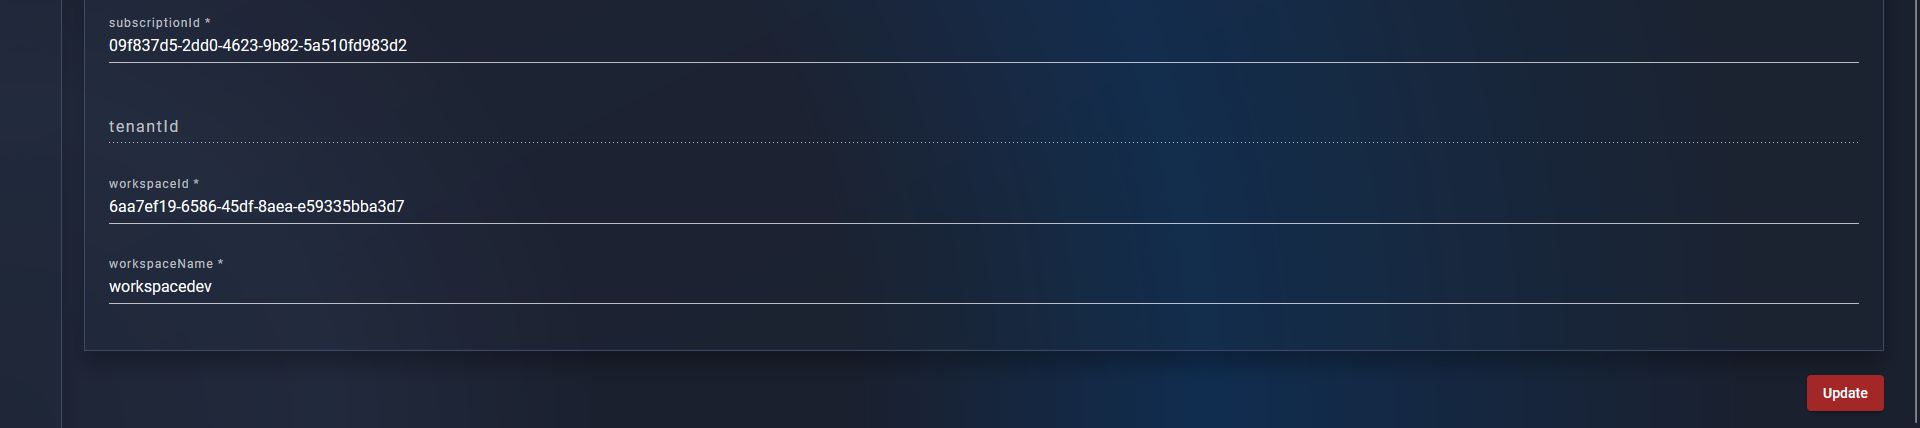 subscriptionId *
09f837d5-2dd0-4623-9b82-5a510fd983d2
tenantId
workspaceId *
6aa7ef19-6586-45df-8aea-e59335bba3d7
workspaceName *
workspacedev
Update